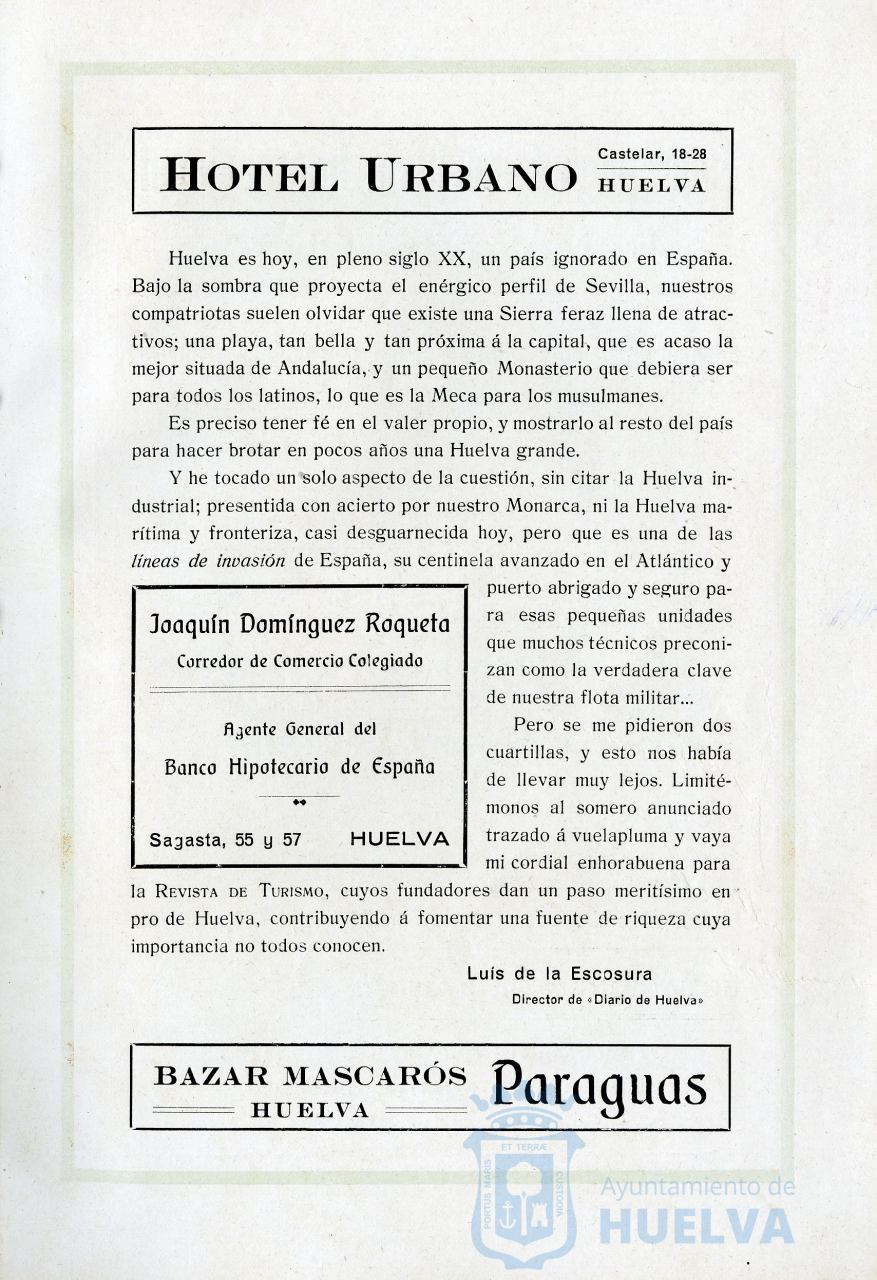 HOTEL URBANO
Castelar, 18-28
HUELVA
Huelva es hoy, en pleno siglo XX, un país ignorado en España.
Bajo la sombra que proyecta el enérgico perfil de Sevilla, nuestros
compatriotas suelen olvidar que existe una Sierra feraz llena de atrac-
tivos; una playa, tan bella y tan próxima á la capital, que es acaso la
mejor situada de Andalucía, y un pequeño Monasterio que debiera ser
para todos los latinos, lo que es la Meca para los musulmanes.
Es preciso tener fé en el valer propio, y mostrarlo al resto del país
para hacer brotar en pocos años una Huelva grande.
Y he tocado un solo aspecto de la cuestión, sin citar la Huelva in-
dustrial; presentida con acierto por nuestro Monarca, ni la Huelva ma-
rítima y fronteriza, casi desguarnecida hoy, pero que es una de las
líneas de invasión de España, su centinela avanzado en el Atlántico y
puerto abrigado y seguro pa-
ra esas pequeñas unidades
que muchos técnicos preconi-
zan como la verdadera clave
de nuestra flota militar...
Pero se me pidieron dos
cuartillas, y esto nos había
de llevar muy lejos. Limité-
monos al somero anunciado
trazado á vuelapluma y vaya
mi cordial enhorabuena para
la REVISTA DE TURISMO, cuyos fundadores dan un paso meritísimo en
pro de Huelva, contribuyendo á fomentar una fuente de riqueza cuya
importancia no todos conocen.
Luís de la Escosura
Director de «Diario de Huelva»
Joaquín Domínguez Roqueta
Corredor de Comercio Colegiado
Agente General del
Banco Hipotecario de España
Sagasta, 55 y 57 HUELVA
BAZAR MASCARÓS
HUELVA
Paraguas
ET TERRÆ
PORTUS MARIS
CUSTODIA
Ayuntamiento de
HUELVA